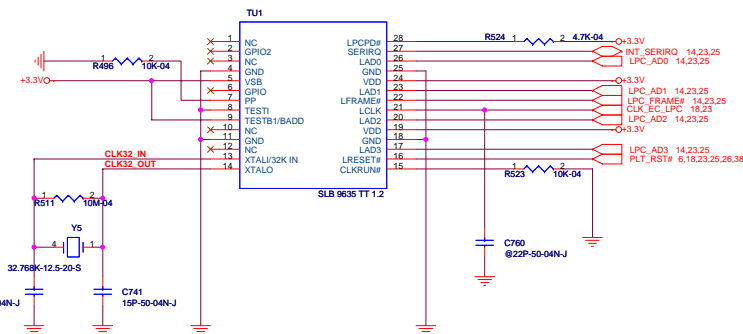 TU1
1 NC
2 GPIO2
3 NC
4 GND
5 VSB
6 GPIO
7 PP
8 TESTI
9 TESTB1/BADD
10 NC
11 GND
12 NC
13 XTALI/32K IN
14 XTALO
LPCPD# 28
SERIRQ 27
LAD0 26
GND 25
VDD 24
LAD1 23
LFRAME# 22
LCLK 21
LAD2 20
VDD 19
GND 18
LAD3 17
LRESET# 16
CLKRUN# 15
SLB 9635 TT 1.2
1 2
R496 10K-04
+3.3V
CLK32_IN
CLK32_OUT
1 2
R511 10M-04
Y5
4 1
32.768K-12.5-20-S
04N-J
C741
15P-50-04N-J
R524 1 2 4.7K-04
+3.3V
INT_SERIRQ 14,23,25
LPC_AD0 14,23,25
+3.3V
LPC_AD1 14,23,25
LPC_FRAME# 14,23,25
CLK_EC_LPC 18,23
LPC_AD2 14,23,25
+3.3V
LPC_AD3 14,23,25
PLT_RST# 6,18,23,25,26,38
1 2
R523 10K-04
C760
@22P-50-04N-J